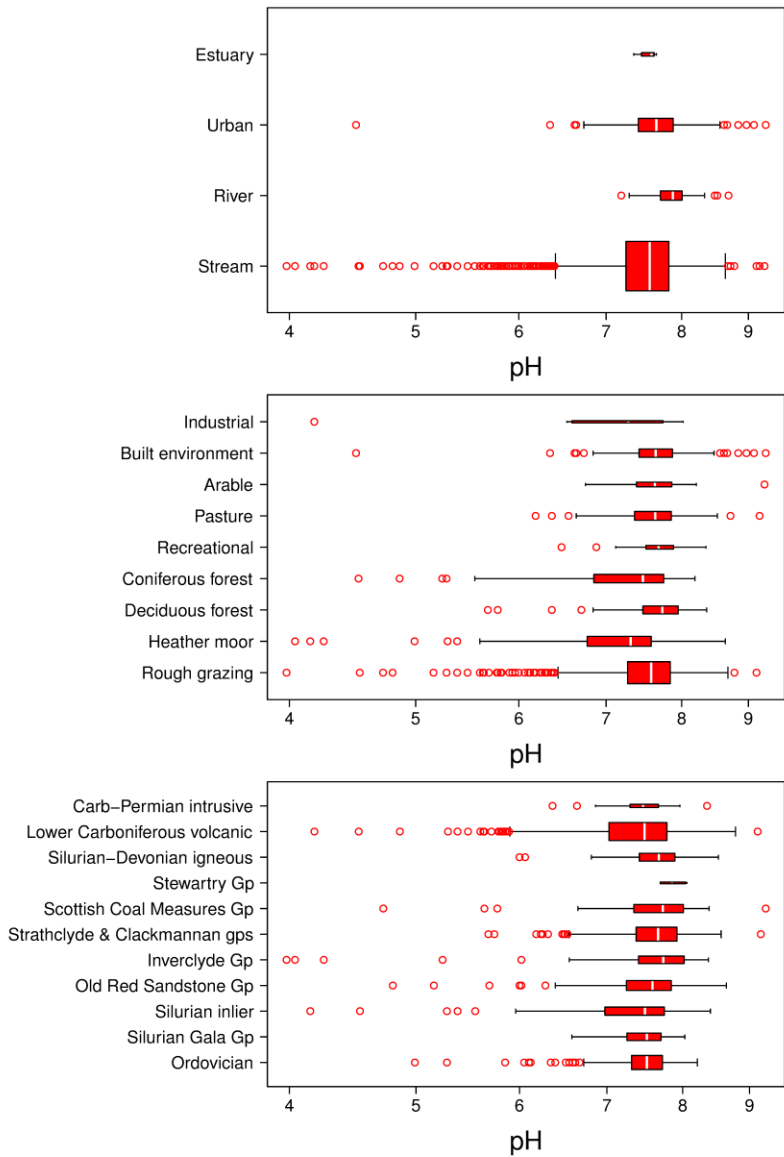 Estuary
Urban
River
Stream
4 5 6 7 8 9
pH
Industrial
Built environment
Arable
Pasture
Recreational
Coniferous forest
Deciduous forest
Heather moor
Rough grazing
4 5 6 7 8 9
pH
Carb−Permian intrusive
Lower Carboniferous volcanic
Silurian−Devonian igneous
Stewartry Gp
Scottish Coal Measures Gp
Strathclyde & Clackmannan gps
Inverclyde Gp
Old Red Sandstone Gp
Silurian inlier
Silurian Gala Gp
Ordovician
4 5 6 7 8 9
pH